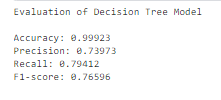 Evaluation of Decision Tree Model
Accuracy: 0.99923
Precision: 0.73973
Recall: 0.79412
F1-score: 0.76596